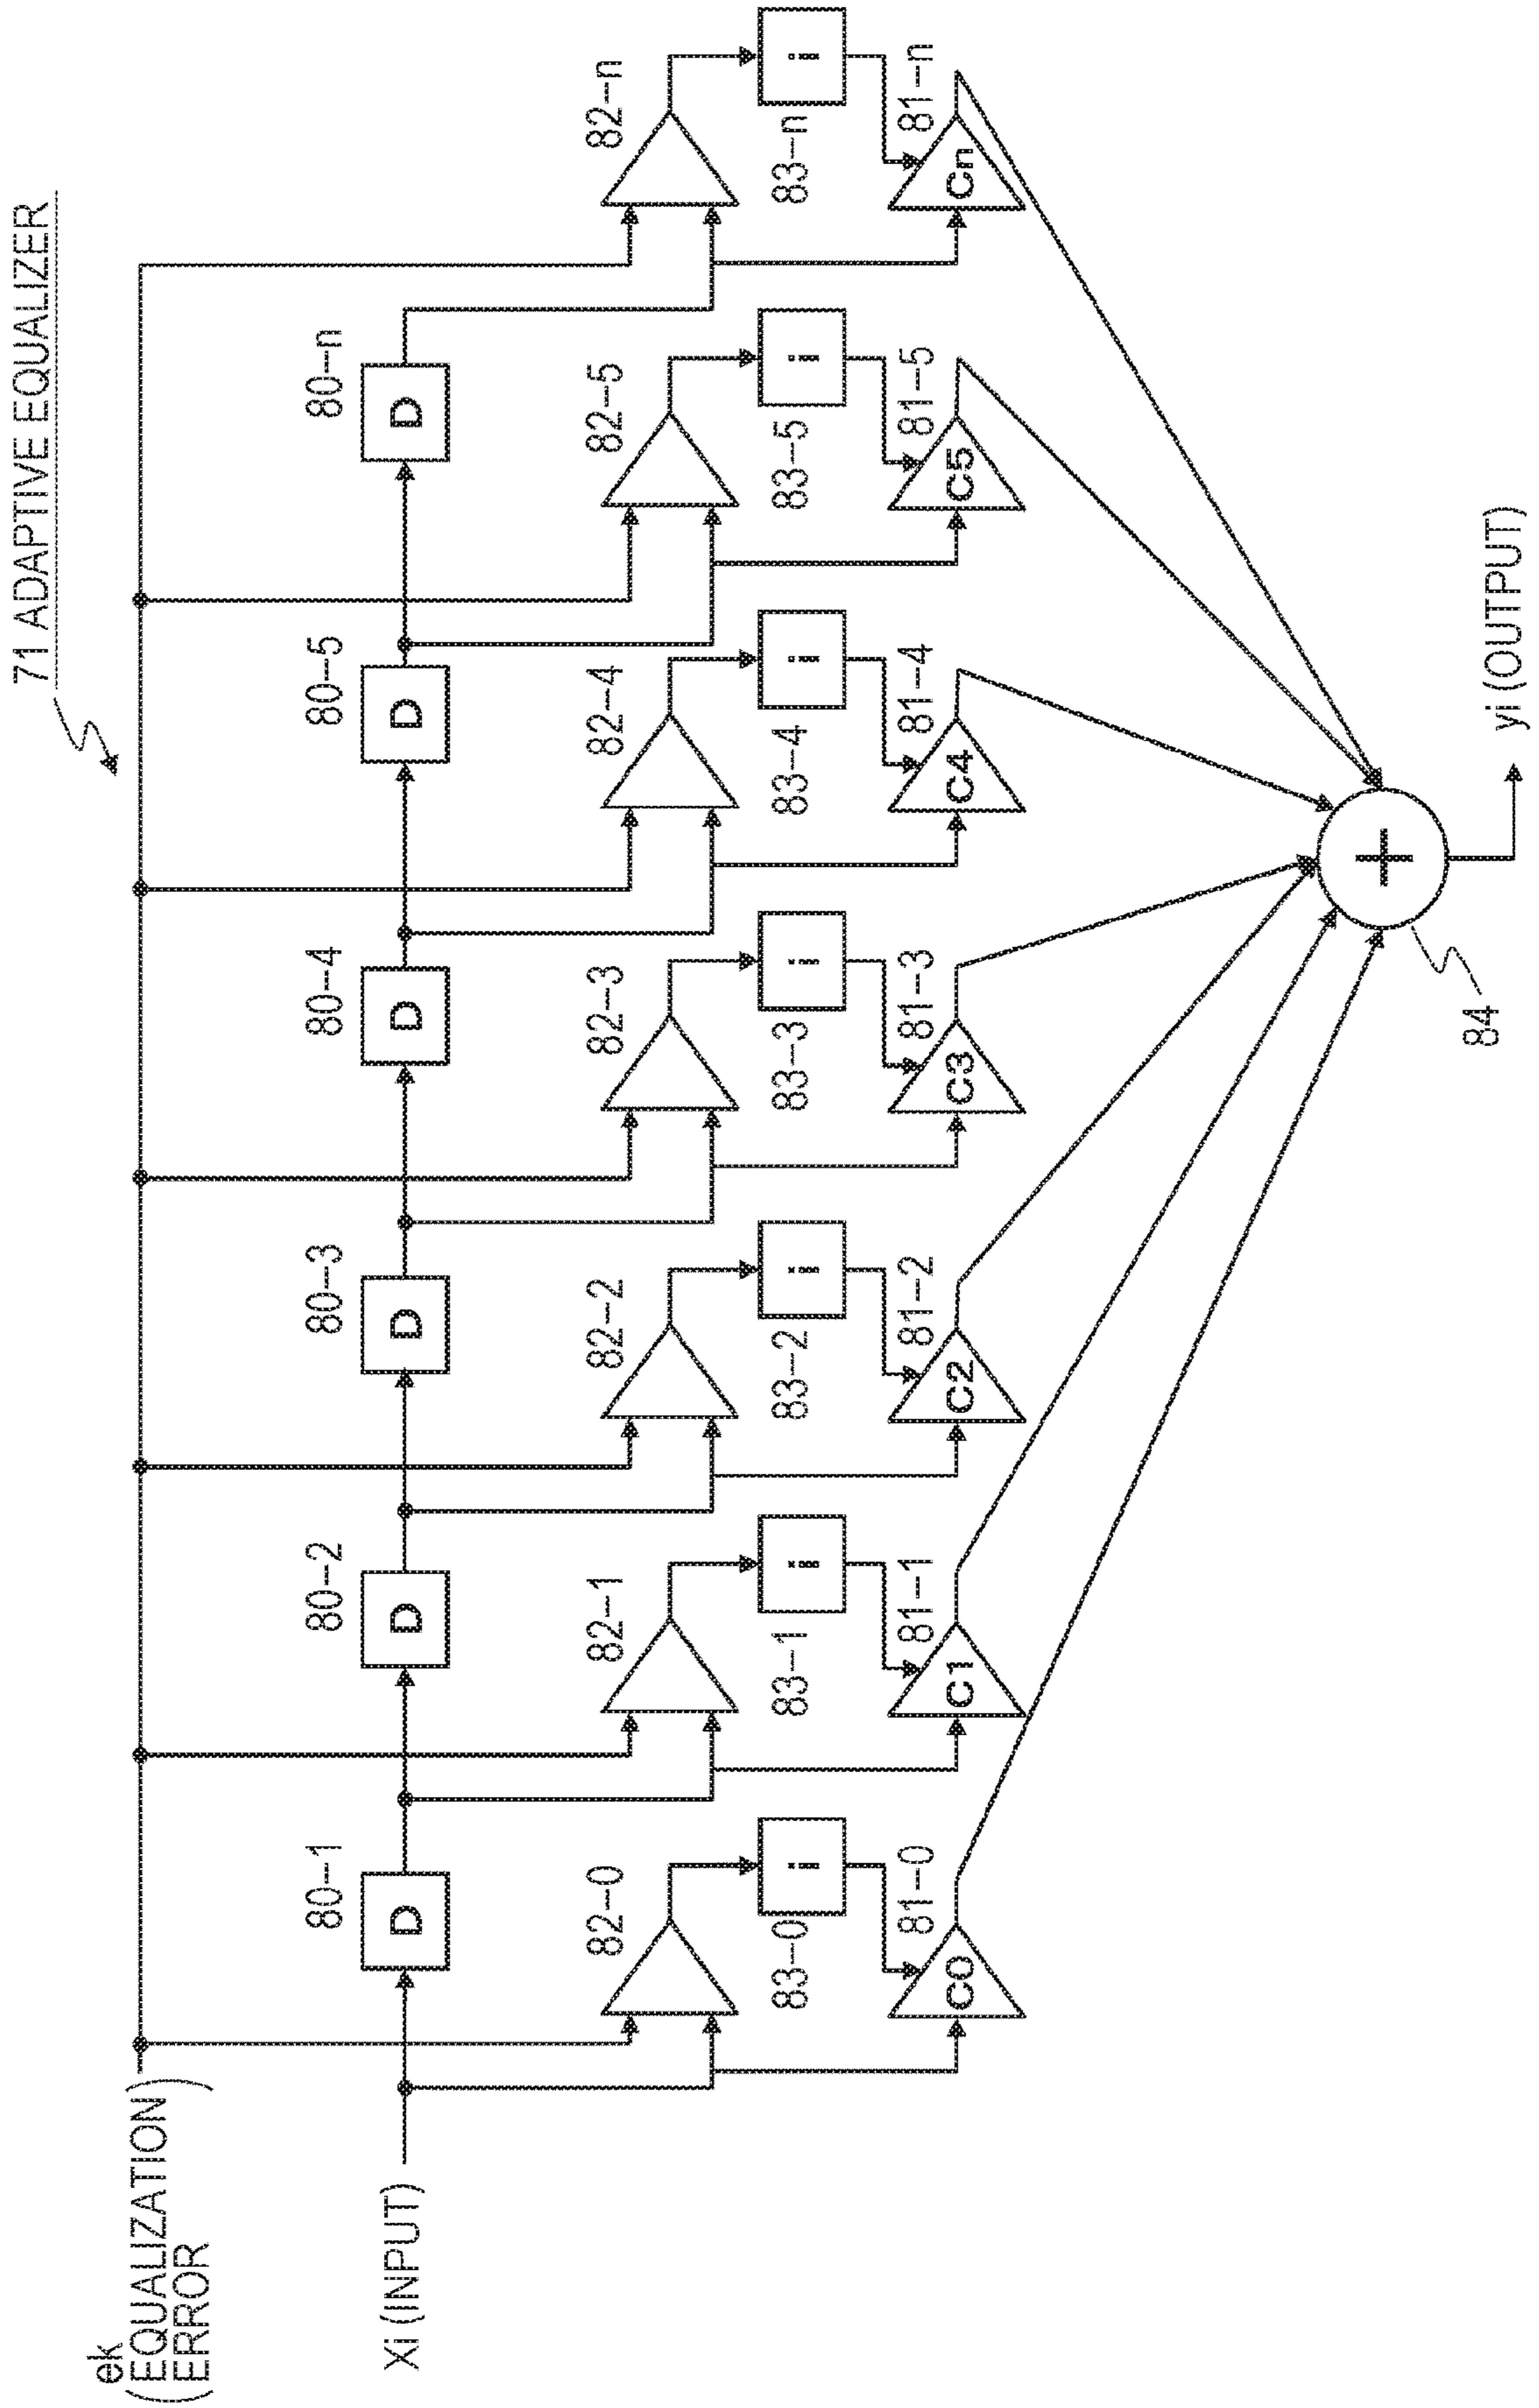 71 ADAPTIVE EQUALIZER
ek
(EQUALIZATION
ERROR)
Xi (INPUT)
80-1
80-2
80-3
80-4
80-5
80-n
D
D
D
D
D
D
82-0
82-1
82-2
82-3
82-4
82-5
82-n
83-0
83-1
83-2
83-3
83-4
83-5
83-n
i
i
i
i
i
i
i
81-0
81-1
81-2
81-3
81-4
81-5
81-n
C0
C1
C2
C3
C4
C5
Cn
+
84
yi (OUTPUT)